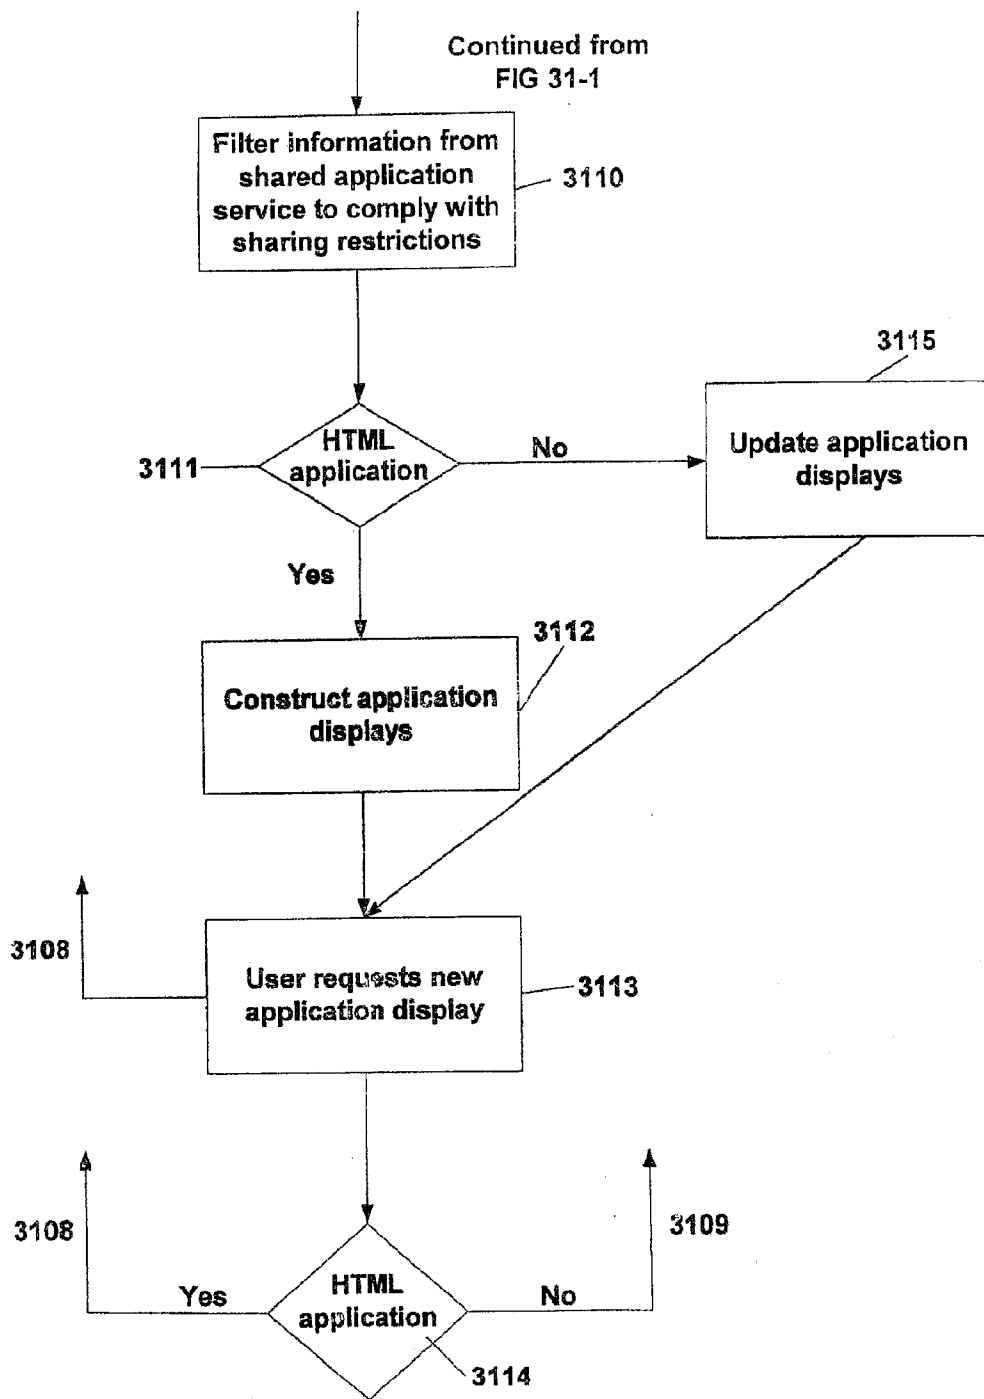 Continued from
FIG 31-1
Filter information from
shared application
service to comply with
sharing restrictions
3110
3115
HTML
application
3111
No
Update application
displays
Yes
3112
Construct application
displays
3108
User requests new
application display
3113
3108
3109
Yes
HTML
application
No
3114